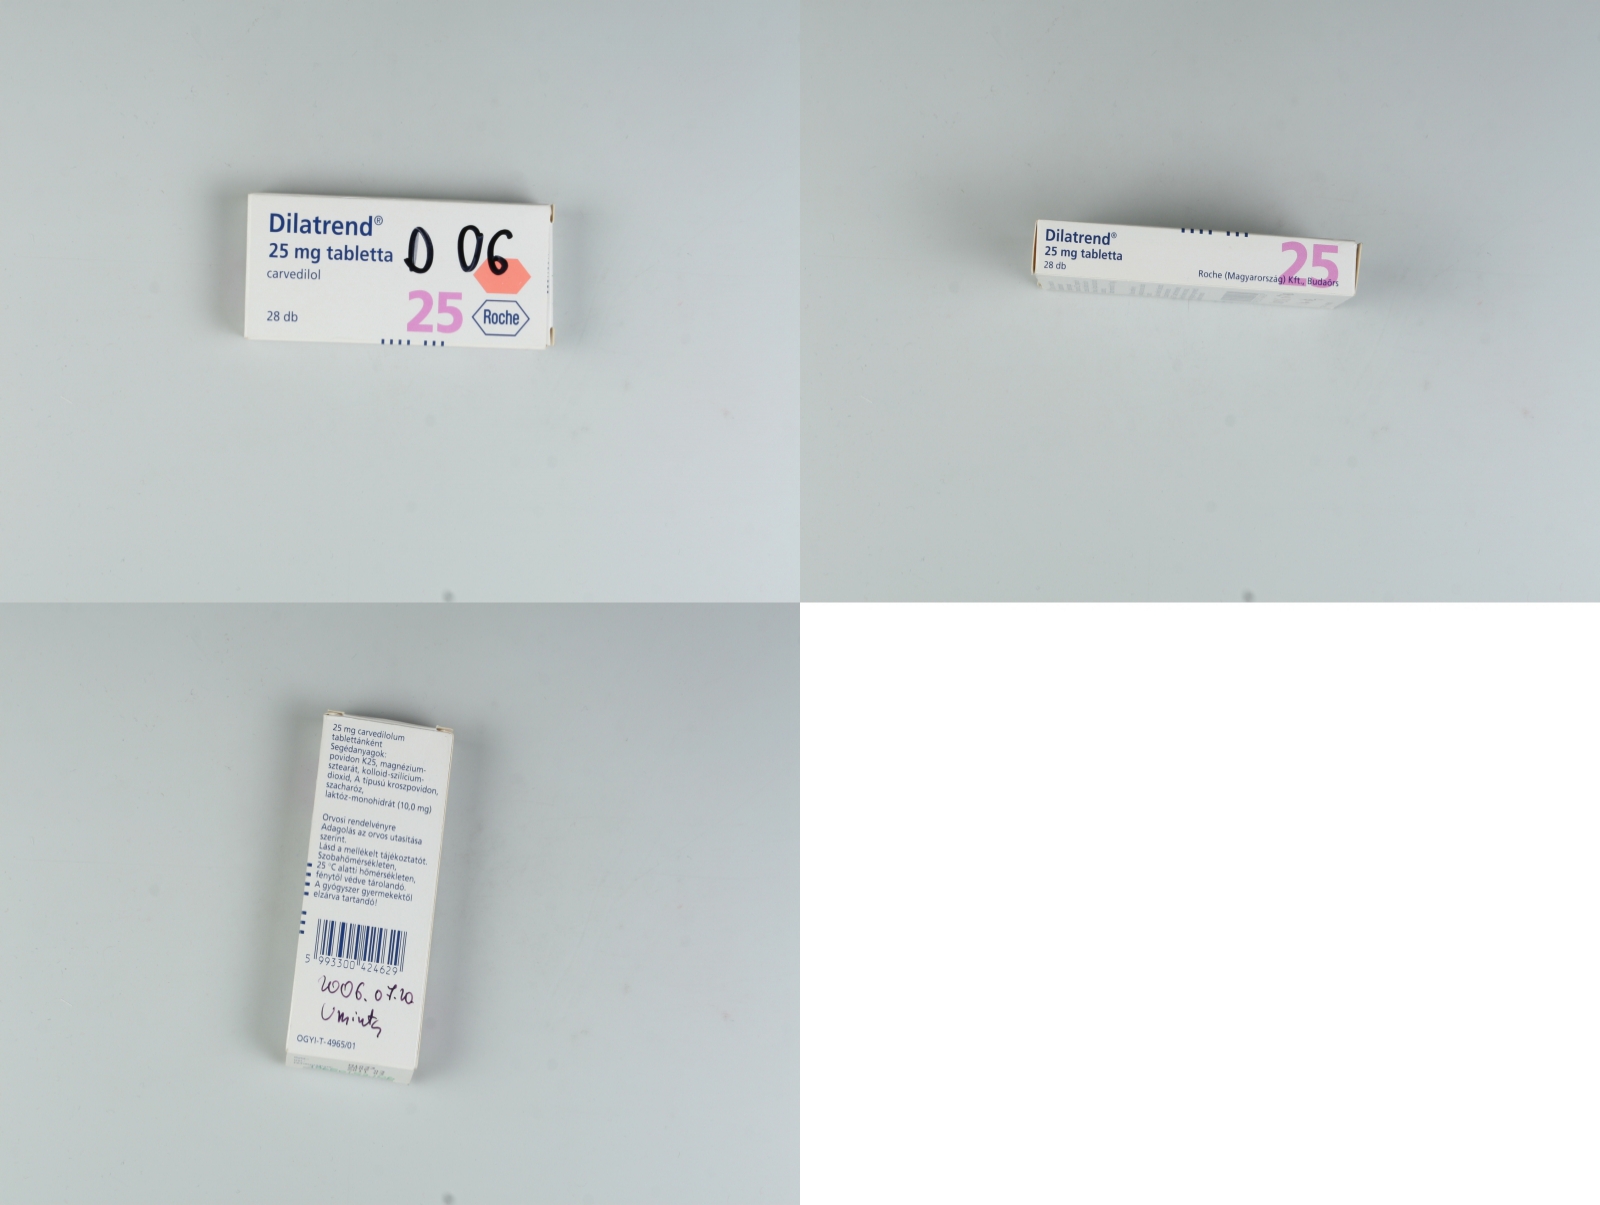 Dilatrend®
25 mg tabletta
carvedilol
28 db
D 06
25
Roche
Dilatrend®
25 mg tabletta
28 db
25
Roche (Magyarország) Kft., Budaörs
25 mg carvedilolum
tablettánként
Segédanyagok:
povidon K25, magnézium-
sztearát, kolloid-szilícium-
dioxid, A típusú kroszpovidon,
szacharóz,
laktóz-monohidrát (10,0 mg)
Orvosi rendelvényre
Adagolás az orvos utasítása
szerint.
Lásd a mellékelt tájékoztatót.
Szobahőmérsékleten,
25 °C alatti hőmérsékleten,
fénytől védve tárolandó.
A gyógyszer gyermekektől
elzárva tartandó!
5 993300 424629
2006.07.20
Uminta
OGYI-T-4965/01